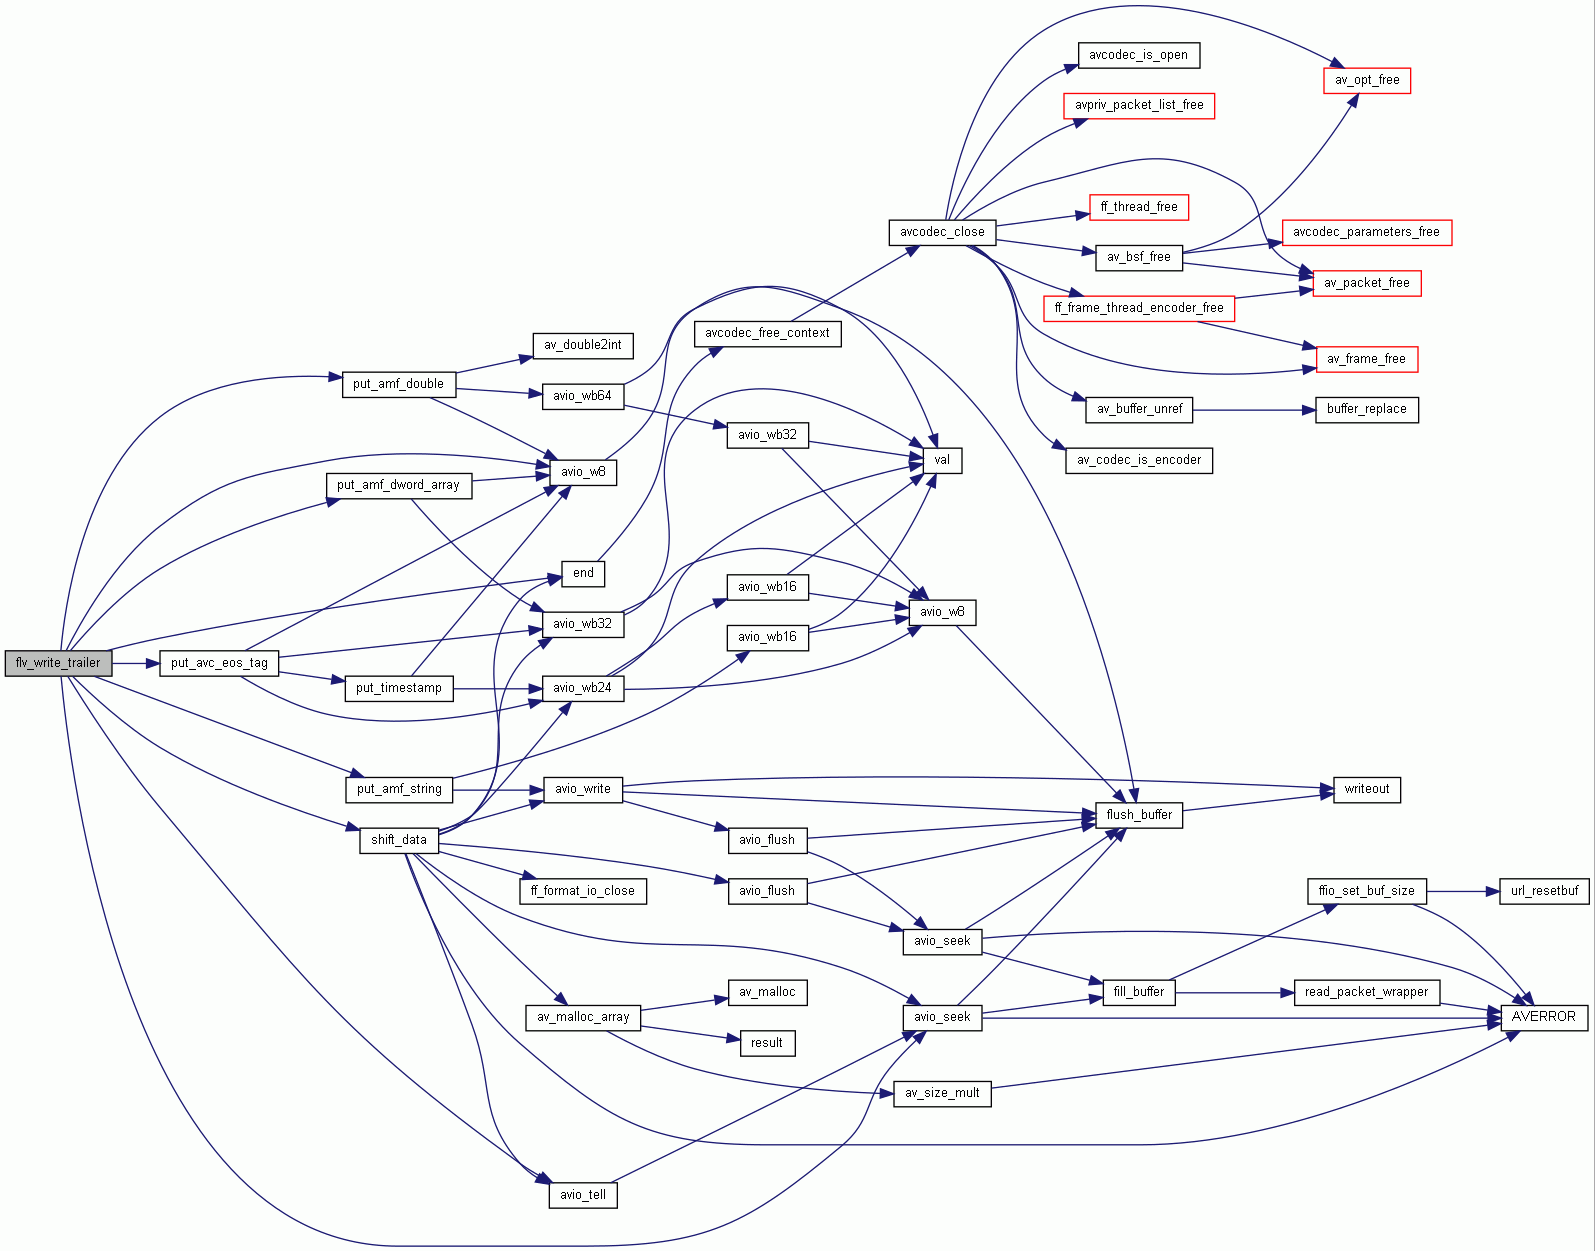 avcodec_is_open
av_opt_free
avpriv_packet_list_free
ff_thread_free
avcodec_close
avcodec_parameters_free
av_bsf_free
av_packet_free
ff_frame_thread_encoder_free
avcodec_free_context
av_double2int
av_frame_free
put_amf_double
avio_wb64
av_buffer_unref
buffer_replace
avio_wb32
val
av_codec_is_encoder
avio_w8
put_amf_dword_array
end
avio_wb16
avio_w8
avio_wb32
avio_wb16
flv_write_trailer
put_avc_eos_tag
put_timestamp
avio_wb24
put_amf_string
avio_write
writeout
flush_buffer
shift_data
avio_flush
ff_format_io_close
avio_flush
ffio_set_buf_size
url_resetbuf
avio_seek
av_malloc
fill_buffer
read_packet_wrapper
av_malloc_array
avio_seek
AVERROR
result
av_size_mult
avio_tell